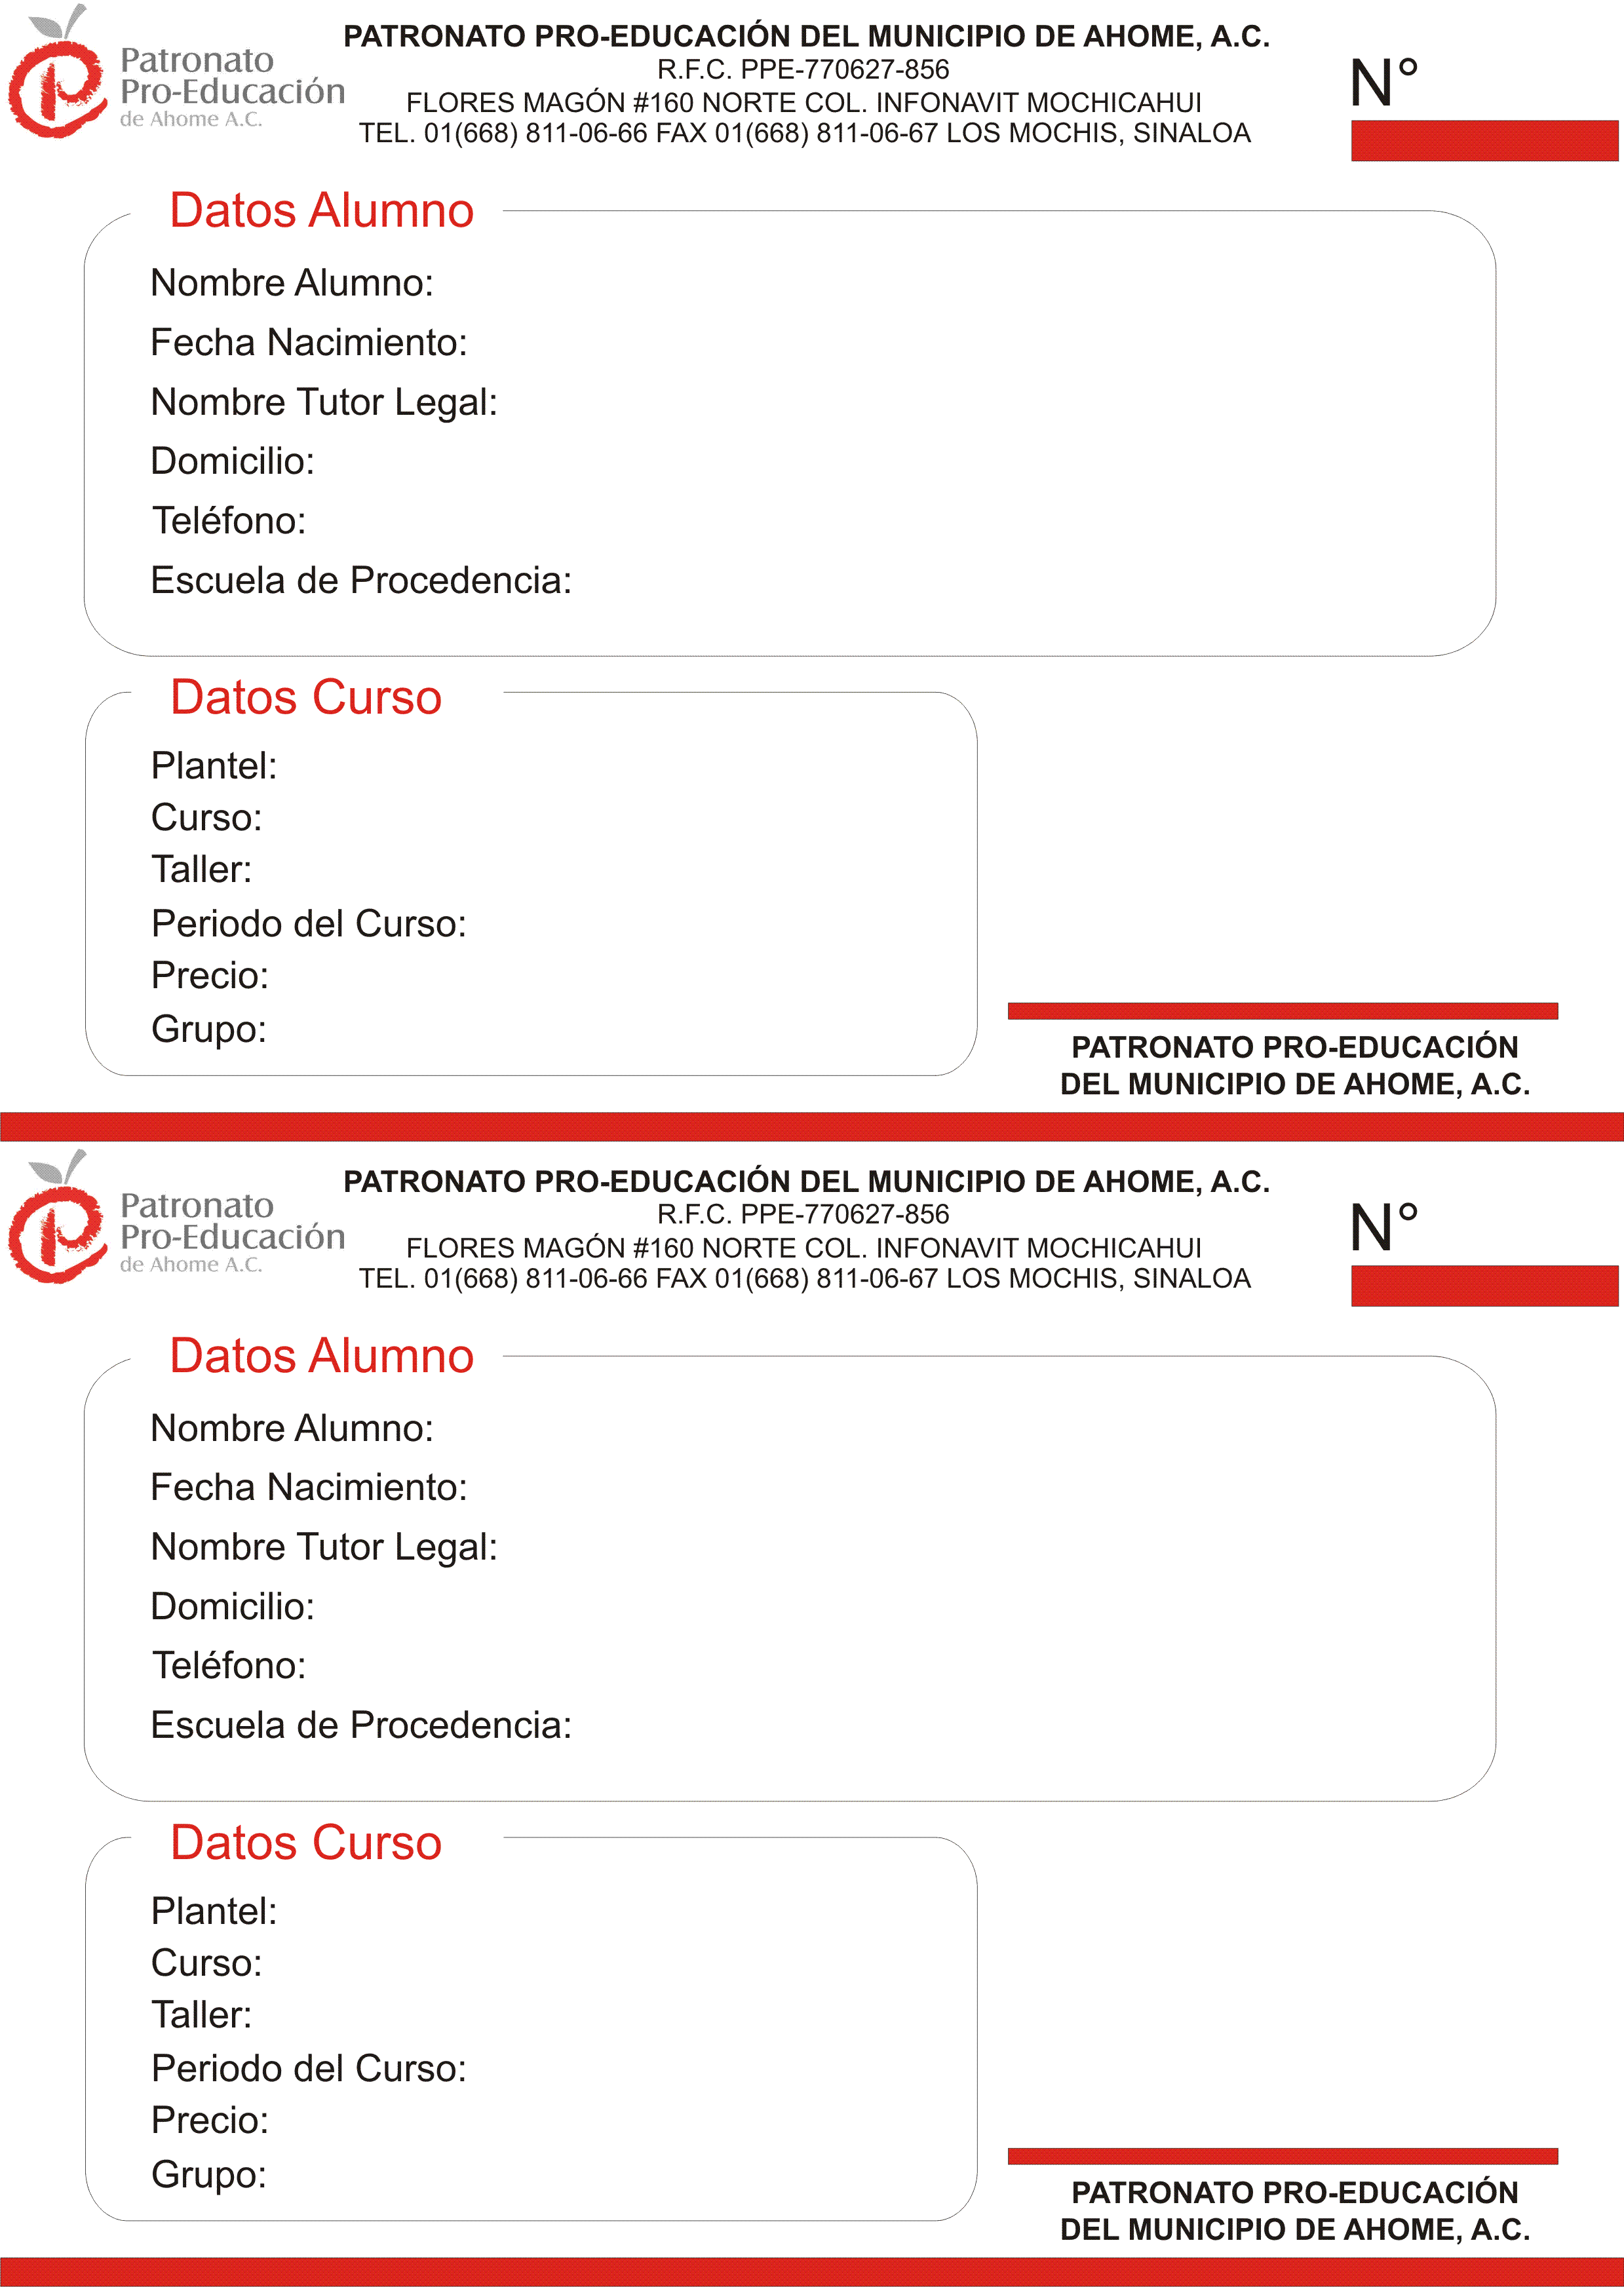 Patronato
Pro-Educación
de Ahome A.C.
PATRONATO PRO-EDUCACIÓN DEL MUNICIPIO DE AHOME, A.C.
R.F.C. PPE-770627-856
FLORES MAGÓN #160 NORTE COL. INFONAVIT MOCHICAHUI
TEL. 01(668) 811-06-66 FAX 01(668) 811-06-67 LOS MOCHIS, SINALOA
N°
Datos Alumno
Nombre Alumno:
Fecha Nacimiento:
Nombre Tutor Legal:
Domicilio:
Teléfono:
Escuela de Procedencia:
Datos Curso
Plantel:
Curso:
Taller:
Periodo del Curso:
Precio:
Grupo:
PATRONATO PRO-EDUCACIÓN
DEL MUNICIPIO DE AHOME, A.C.
Patronato
Pro-Educación
de Ahome A.C.
PATRONATO PRO-EDUCACIÓN DEL MUNICIPIO DE AHOME, A.C.
R.F.C. PPE-770627-856
FLORES MAGÓN #160 NORTE COL. INFONAVIT MOCHICAHUI
TEL. 01(668) 811-06-66 FAX 01(668) 811-06-67 LOS MOCHIS, SINALOA
N°
Datos Alumno
Nombre Alumno:
Fecha Nacimiento:
Nombre Tutor Legal:
Domicilio:
Teléfono:
Escuela de Procedencia:
Datos Curso
Plantel:
Curso:
Taller:
Periodo del Curso:
Precio:
Grupo:
PATRONATO PRO-EDUCACIÓN
DEL MUNICIPIO DE AHOME, A.C.